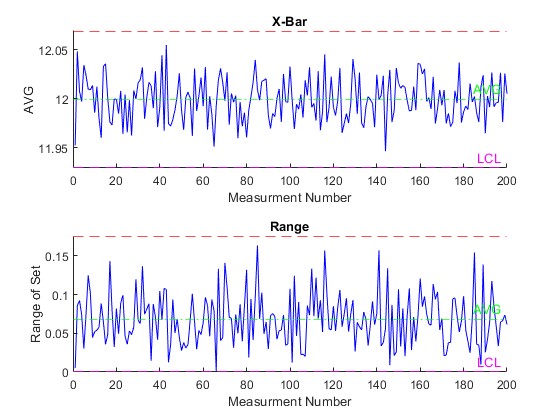 X-Bar
12.05
12
11.95
AVG
AVG
LCL
0 20 40 60 80 100 120 140 160 180 200
Measurment Number
Range
0.15
0.1
0.05
0
Range of Set
AVG
LCL
0 20 40 60 80 100 120 140 160 180 200
Measurment Number